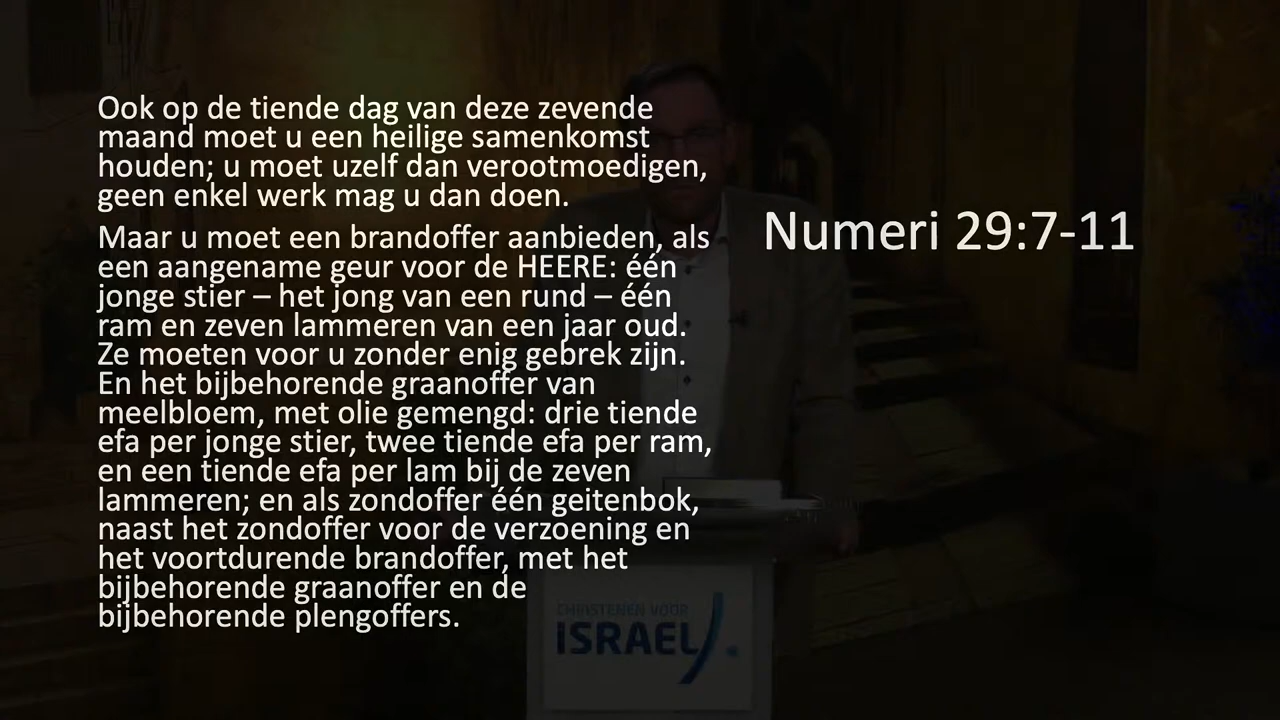 Ook op de tiende dag van deze zevende
maand moet u een heilige samenkomst
houden; u moet uzelf dan verootmoedigen,
geen enkel werk mag u dan doen.
Maar u moet een brandoffer aanbieden, als
een aangename geur voor de HEERE: één
jonge stier – het jong van een rund – één
ram en zeven lammeren van een jaar oud.
Ze moeten voor u zonder enig gebrek zijn.
En het bijbehorende graanoffer van
meelbloem, met olie gemengd: drie tiende
efa per jonge stier, twee tiende efa per ram,
en een tiende efa per lam bij de zeven
lammeren; en als zondoffer één geitenbok,
naast het zondoffer voor de verzoening en
het voortdurende brandoffer, met het
bijbehorende graanoffer en de
bijbehorende plengoffers.
Numeri 29:7-11
CHRISTENEN VOOR
ISRAEL